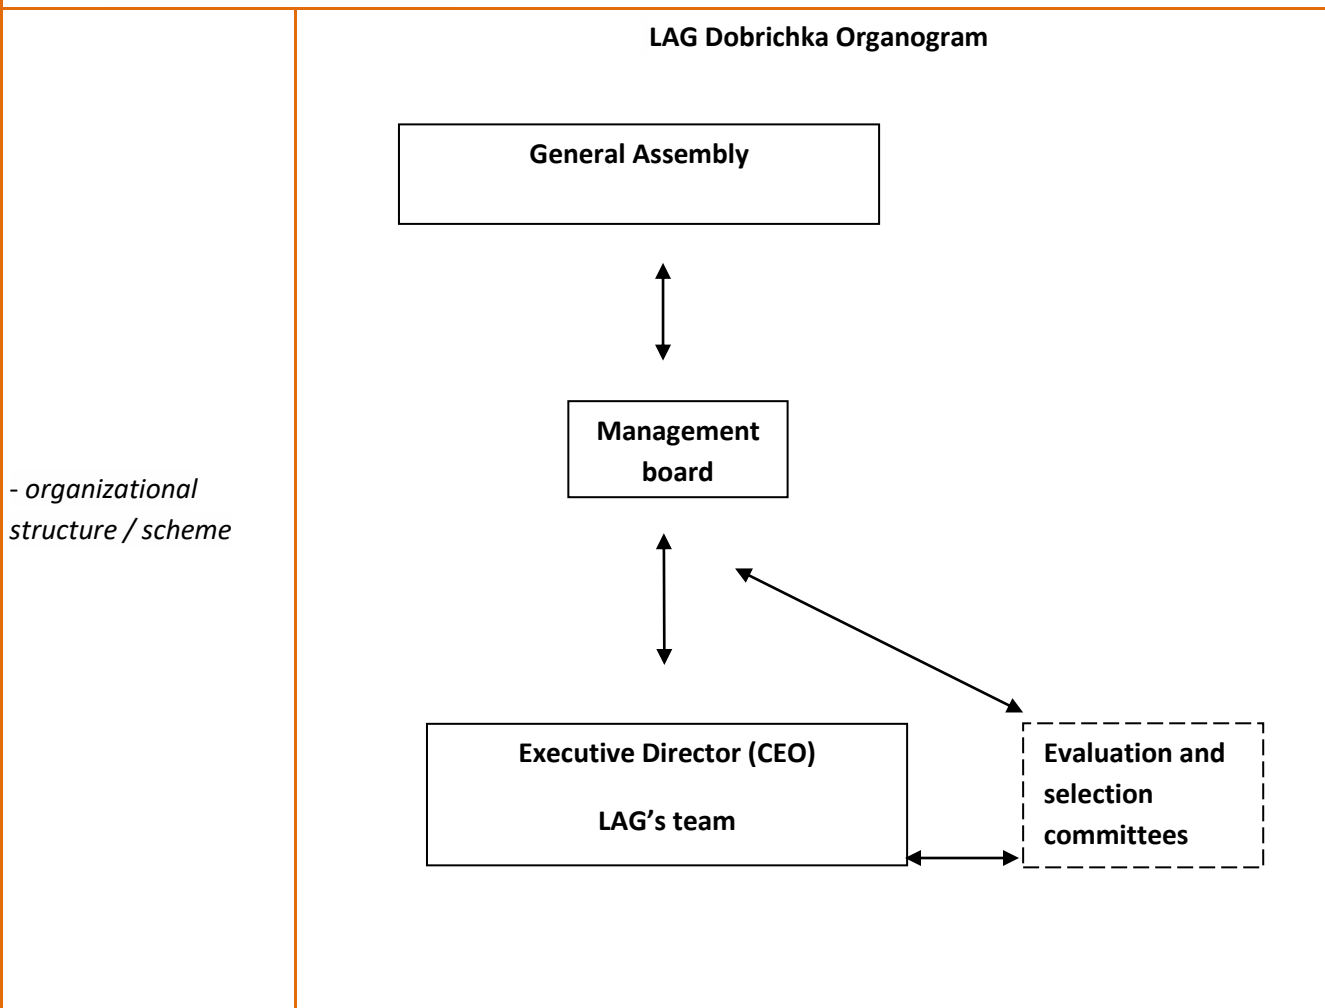 LAG Dobrichka Organogram
General Assembly
Management
board
- organizational
structure / scheme
Executive Director (CEO)
LAG’s team
Evaluation and
selection
committees